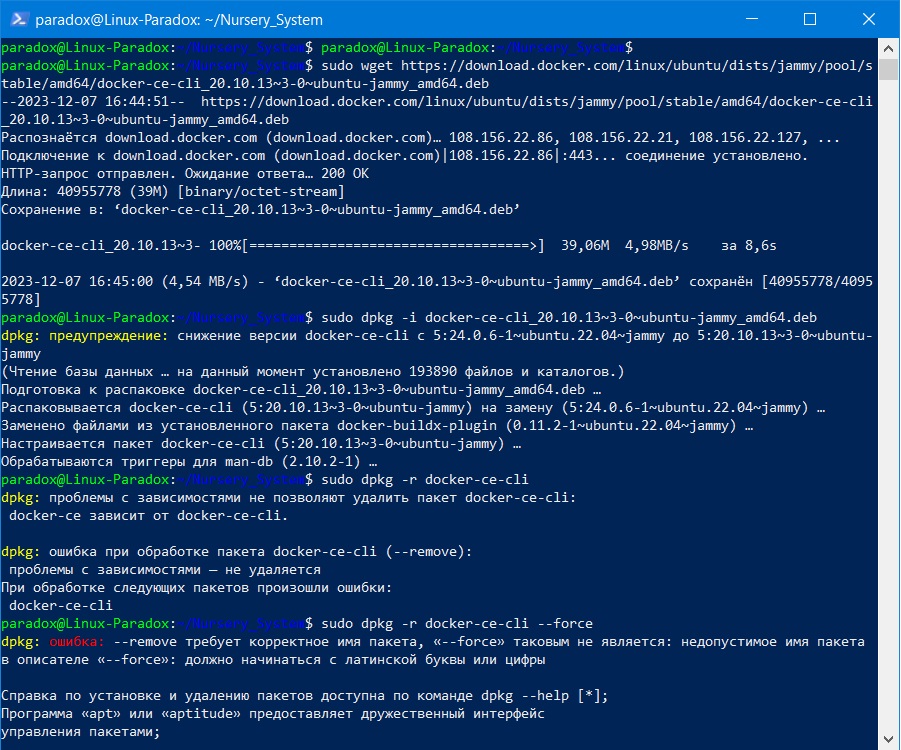 paradox@Linux-Paradox: ~/Nursery_System
paradox@Linux-Paradox:~/Nursery_System$ paradox@Linux-Paradox:~/Nursery_System$
paradox@Linux-Paradox:~/Nursery_System$ sudo wget https://download.docker.com/linux/ubuntu/dists/jammy/pool/s
table/amd64/docker-ce-cli_20.10.13~3-0~ubuntu-jammy_amd64.deb
--2023-12-07 16:44:51--  https://download.docker.com/linux/ubuntu/dists/jammy/pool/stable/amd64/docker-ce-cli
_20.10.13~3-0~ubuntu-jammy_amd64.deb
Распознаётся download.docker.com (download.docker.com)… 108.156.22.86, 108.156.22.21, 108.156.22.127, ...
Подключение к download.docker.com (download.docker.com)|108.156.22.86|:443... соединение установлено.
HTTP-запрос отправлен. Ожидание ответа… 200 OK
Длина: 40955778 (39M) [binary/octet-stream]
Сохранение в: ‘docker-ce-cli_20.10.13~3-0~ubuntu-jammy_amd64.deb’
docker-ce-cli_20.10.13~3- 100%[===================================>]  39,06M  4,98MB/s    за 8,6s
2023-12-07 16:45:00 (4,54 MB/s) - ‘docker-ce-cli_20.10.13~3-0~ubuntu-jammy_amd64.deb’ сохранён [40955778/4095
5778]
paradox@Linux-Paradox:~/Nursery_System$ sudo dpkg -i docker-ce-cli_20.10.13~3-0~ubuntu-jammy_amd64.deb
dpkg: предупреждение: снижение версии docker-ce-cli с 5:24.0.6-1~ubuntu.22.04~jammy до 5:20.10.13~3-0~ubuntu-
jammy
(Чтение базы данных … на данный момент установлено 193890 файлов и каталогов.)
Подготовка к распаковке docker-ce-cli_20.10.13~3-0~ubuntu-jammy_amd64.deb …
Распаковывается docker-ce-cli (5:20.10.13~3-0~ubuntu-jammy) на замену (5:24.0.6-1~ubuntu.22.04~jammy) …
Заменено файлами из установленного пакета docker-buildx-plugin (0.11.2-1~ubuntu.22.04~jammy) …
Настраивается пакет docker-ce-cli (5:20.10.13~3-0~ubuntu-jammy) …
Обрабатываются триггеры для man-db (2.10.2-1) …
paradox@Linux-Paradox:~/Nursery_System$ sudo dpkg -r docker-ce-cli
dpkg: проблемы с зависимостями не позволяют удалить пакет docker-ce-cli:
 docker-ce зависит от docker-ce-cli.
dpkg: ошибка при обработке пакета docker-ce-cli (--remove):
 проблемы с зависимостями — не удаляется
При обработке следующих пакетов произошли ошибки:
 docker-ce-cli
paradox@Linux-Paradox:~/Nursery_System$ sudo dpkg -r docker-ce-cli --force
dpkg: ошибка: --remove требует корректное имя пакета, «--force» таковым не является: недопустимое имя пакета
в описателе «--force»: должно начинаться с латинской буквы или цифры
Справка по установке и удалению пакетов доступна по команде dpkg --help [*];
Программа «apt» или «aptitude» предоставляет дружественный интерфейс
управления пакетами;